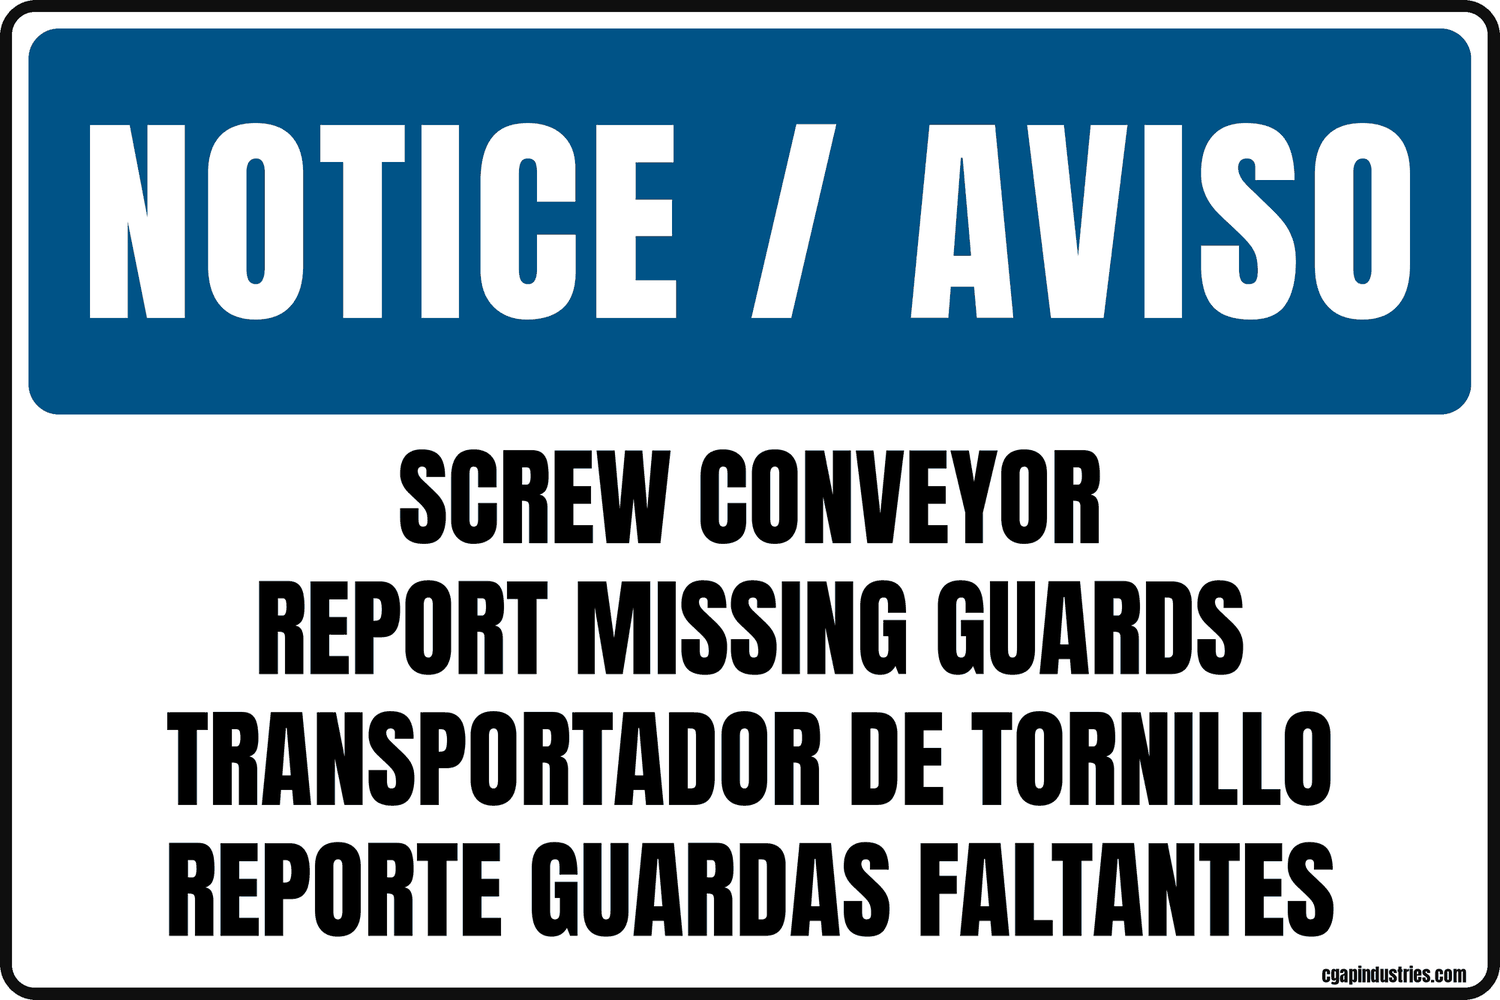 NOTICE / AVISO
SCREW CONVEYOR
REPORT MISSING GUARDS
TRANSPORTADOR DE TORNILLO
REPORTE GUARDAS FALTANTES
cgapindustries.com